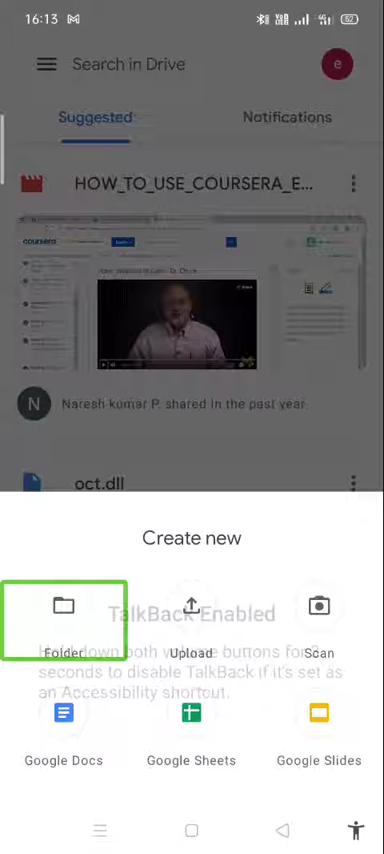 16:13
62
Search in Drive
e
Suggested
Notifications
HOW_TO_USE_COURSERA_E...
coursera
N
Naresh kumar P. shared in the past year
oct.dll
Create new
TalkBack Enabled
Folder
Upload
Scan
Hold down both volume buttons for 3
seconds to disable TalkBack if it's set as
an Accessibility shortcut.
Google Docs
Google Sheets
Google Slides